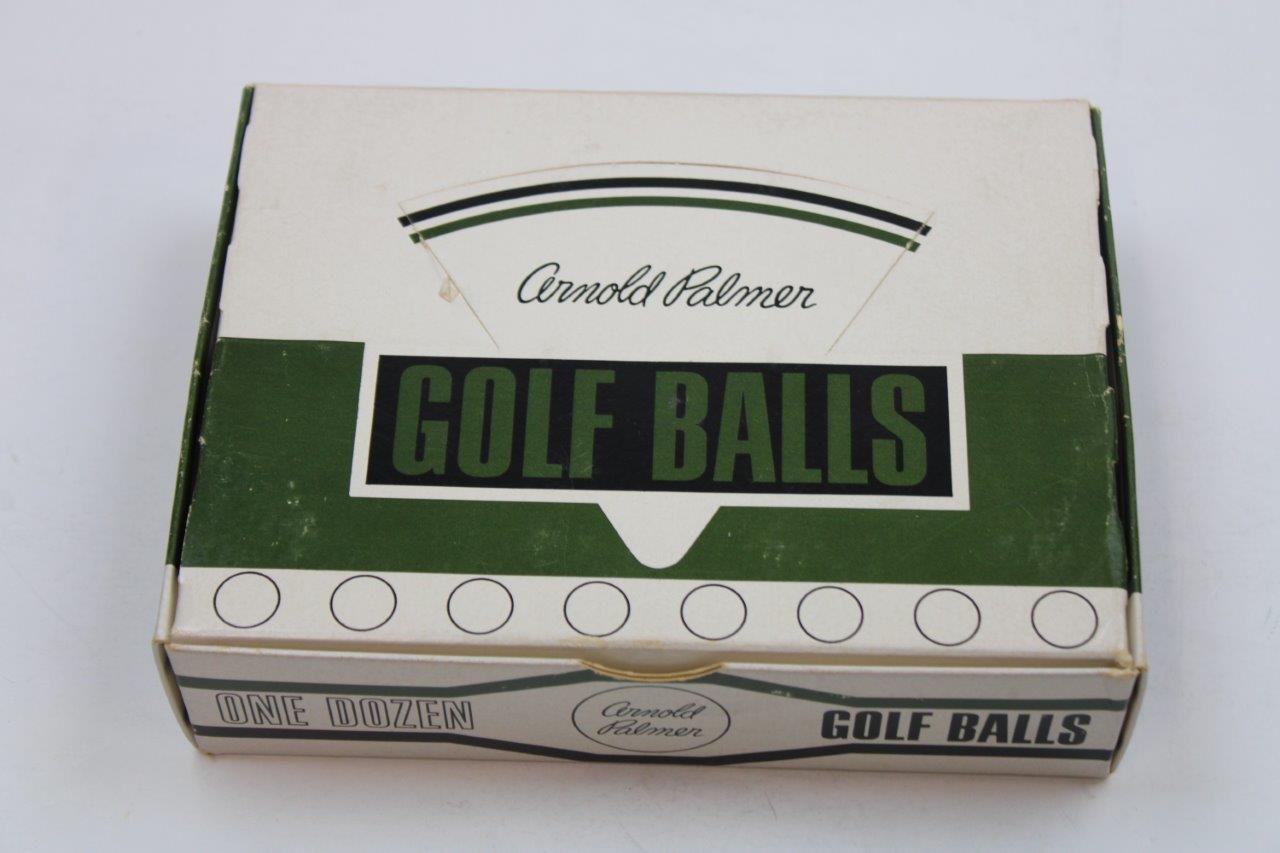 Arnold Palmer
GOLF BALLS
ONE DOZEN
Arnold
Palmer
GOLF BALLS